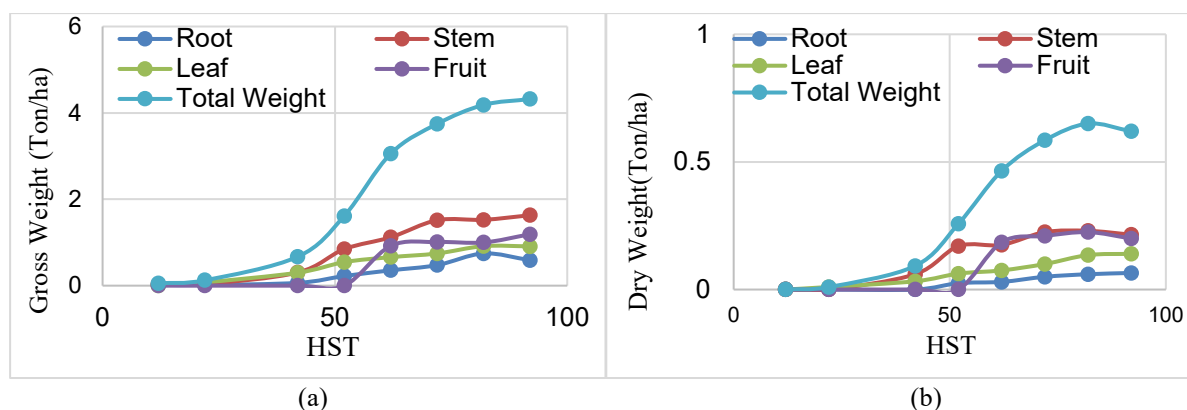 Gross Weight (Ton/ha)
6
4
2
0
Root
Stem
Leaf
Fruit
Total Weight
0
50
100
HST
(a)
Dry Weight(Ton/ha)
1
0.5
0
Root
Stem
Leaf
Fruit
Total Weight
0
50
100
HST
(b)